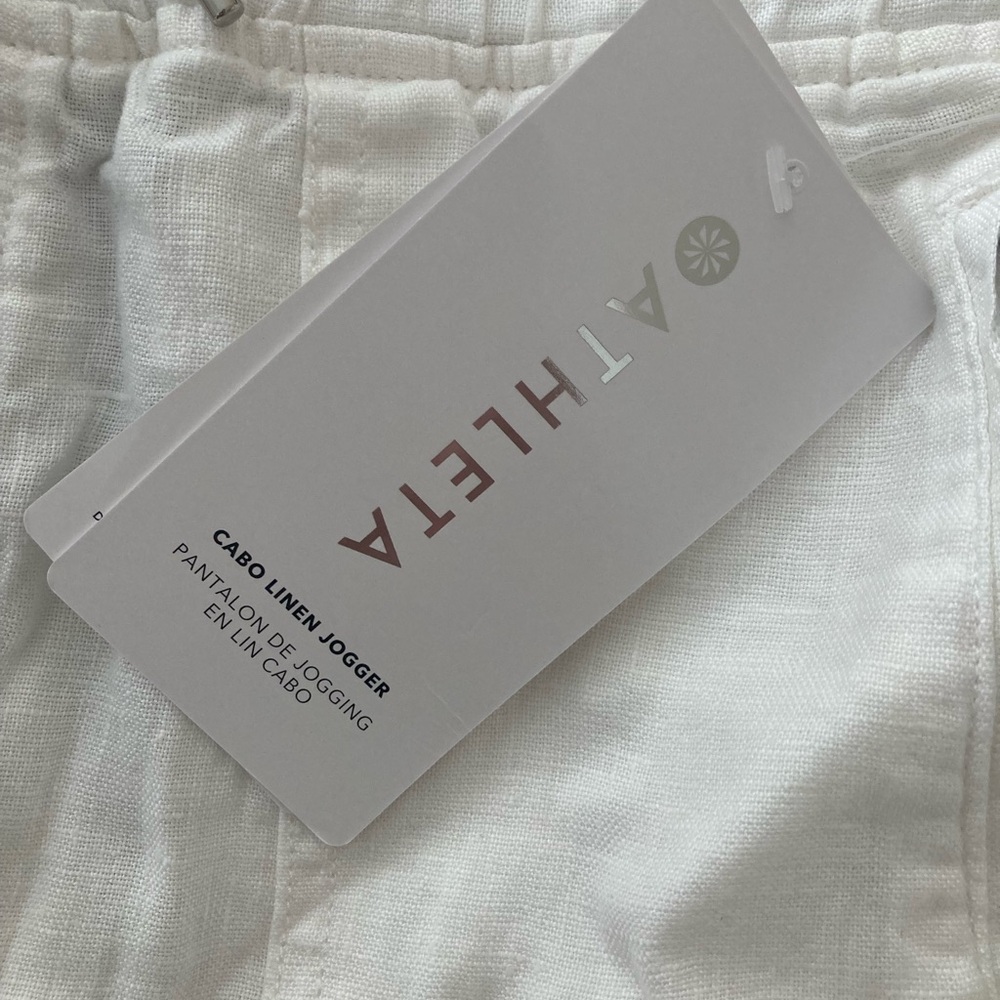 ATHLETA
CABO LINEN JOGGER
PANTALON DE JOGGING
EN LIN CABO
D